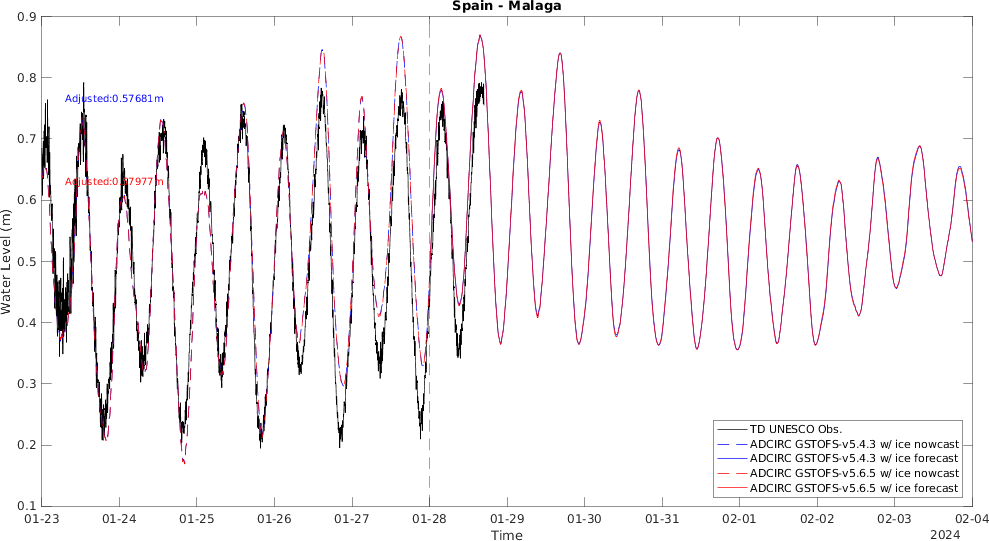 Spain - Malaga
0.9
0.8
0.7
0.6
0.5
0.4
0.3
0.2
0.1
Water Level (m)
Adjusted:0.57681m
TD UNESCO Obs.
ADCIRC GSTOFS-v5.4.3 w/ ice nowcast
ADCIRC GSTOFS-v5.4.3 w/ ice forecast
ADCIRC GSTOFS-v5.6.5 w/ ice nowcast
ADCIRC GSTOFS-v5.6.5 w/ ice forecast
01-23 01-24 01-25 01-26 01-27 01-28 01-29 01-30 01-31 02-01 02-02 02-03 02-04
Time
2024